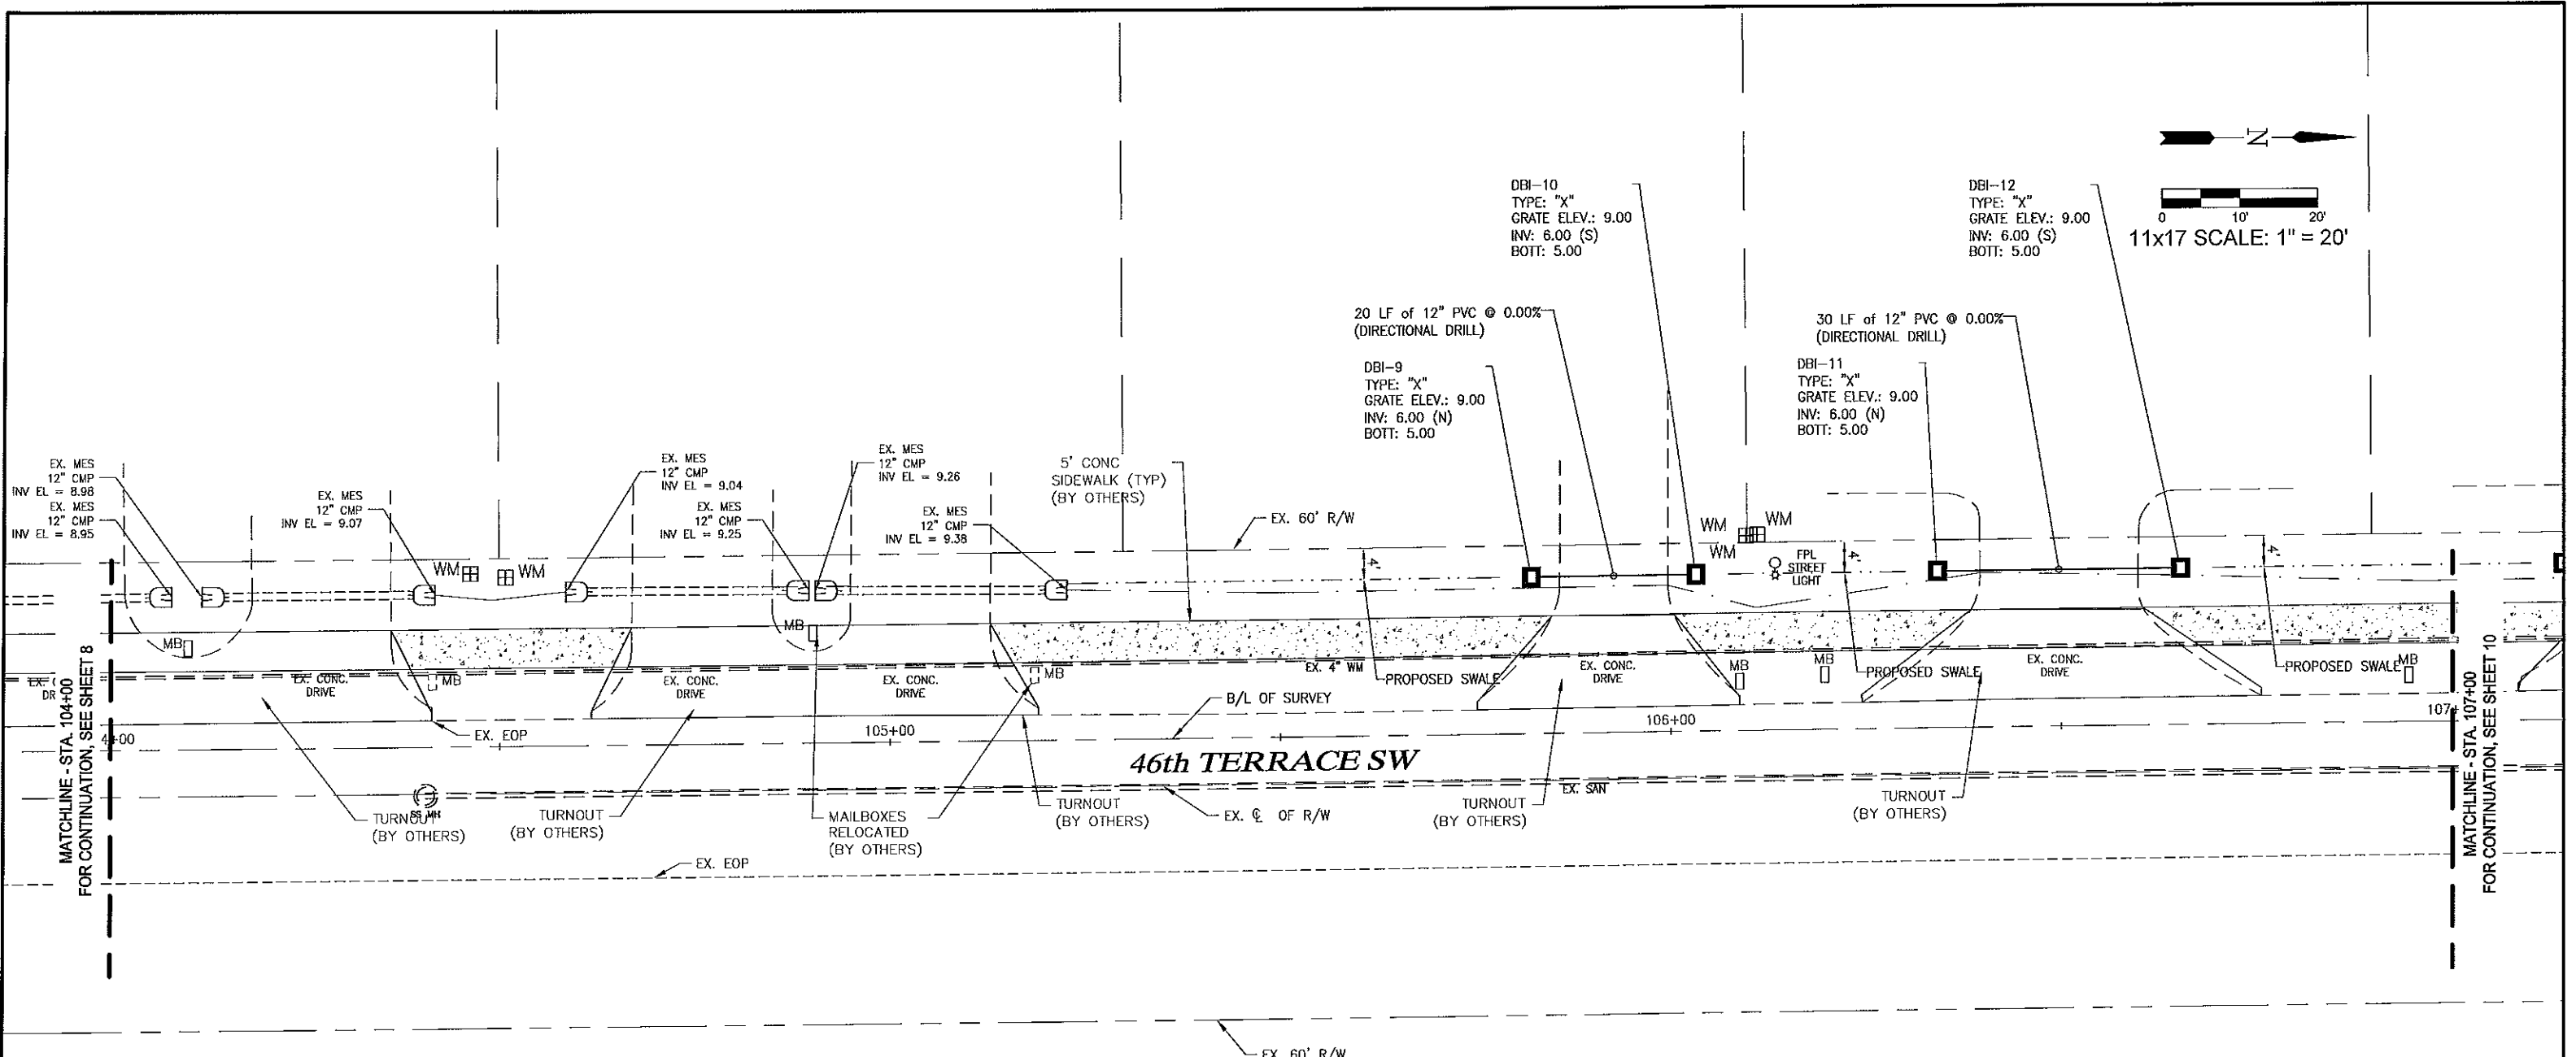 N
0 10' 20'
11x17 SCALE: 1" = 20'
DBI-10
TYPE: "X"
GRATE ELEV.: 9.00
INV: 6.00 (S)
BOTT: 5.00
DBI-12
TYPE: "X"
GRATE ELEV.: 9.00
INV: 6.00 (S)
BOTT: 5.00
20 LF of 12" PVC @ 0.00%
(DIRECTIONAL DRILL)
30 LF of 12" PVC @ 0.00%
(DIRECTIONAL DRILL)
DBI-9
TYPE: "X"
GRATE ELEV.: 9.00
INV: 6.00 (N)
BOTT: 5.00
DBI-11
TYPE: "X"
GRATE ELEV.: 9.00
INV: 6.00 (N)
BOTT: 5.00
EX. MES
12" CMP
INV EL = 8.98
EX. MES
12" CMP
INV EL = 8.95
EX. MES
12" CMP
INV EL = 9.07
EX. MES
12" CMP
INV EL = 9.04
EX. MES
12" CMP
INV EL = 9.25
EX. MES
12" CMP
INV EL = 9.26
EX. MES
12" CMP
INV EL = 9.38
5' CONC
SIDEWALK (TYP)
(BY OTHERS)
EX. 60' R/W
WM
WM
WM
WM
WM
FPL
STREET
LIGHT
4'
4'
4'
MB
MB
MB
MB
MB
MB
MB
EX. CONC.
DRIVE
EX. CONC.
DRIVE
EX. CONC.
DRIVE
EX. 4" WM
EX. CONC.
DRIVE
EX. CONC.
DRIVE
PROPOSED SWALE
PROPOSED SWALE
PROPOSED SWALE
EX. (
DR
B/L OF SURVEY
EX. EOP
4+00
105+00
106+00
107+
46th TERRACE SW
SS MH
EX. SAN
TURNOUT
(BY OTHERS)
TURNOUT
(BY OTHERS)
MAILBOXES
RELOCATED
(BY OTHERS)
TURNOUT
(BY OTHERS)
EX. ℄ OF R/W
TURNOUT
(BY OTHERS)
TURNOUT
(BY OTHERS)
EX. EOP
EX. 60' R/W
MATCHLINE - STA. 104+00
FOR CONTINUATION, SEE SHEET 8
MATCHLINE - STA. 107+00
FOR CONTINUATION, SEE SHEET 10